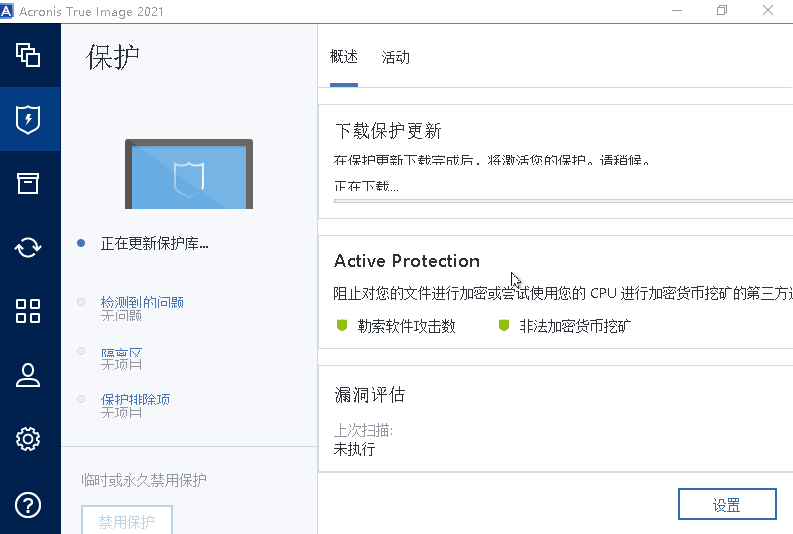 Acronis True Image 2021
保护
正在更新保护库...
检测到的问题
无问题
隔离区
无项目
保护排除项
无项目
临时或永久禁用保护
禁用保护
概述 活动
下载保护更新
在保护更新下载完成后，将激活您的保护。请稍候。
正在下载...
Active Protection
阻止对您的文件进行加密或尝试使用您的 CPU 进行加密货币挖矿的第三方
勒索软件攻击数 非法加密货币挖矿
漏洞评估
上次扫描:
未执行
设置